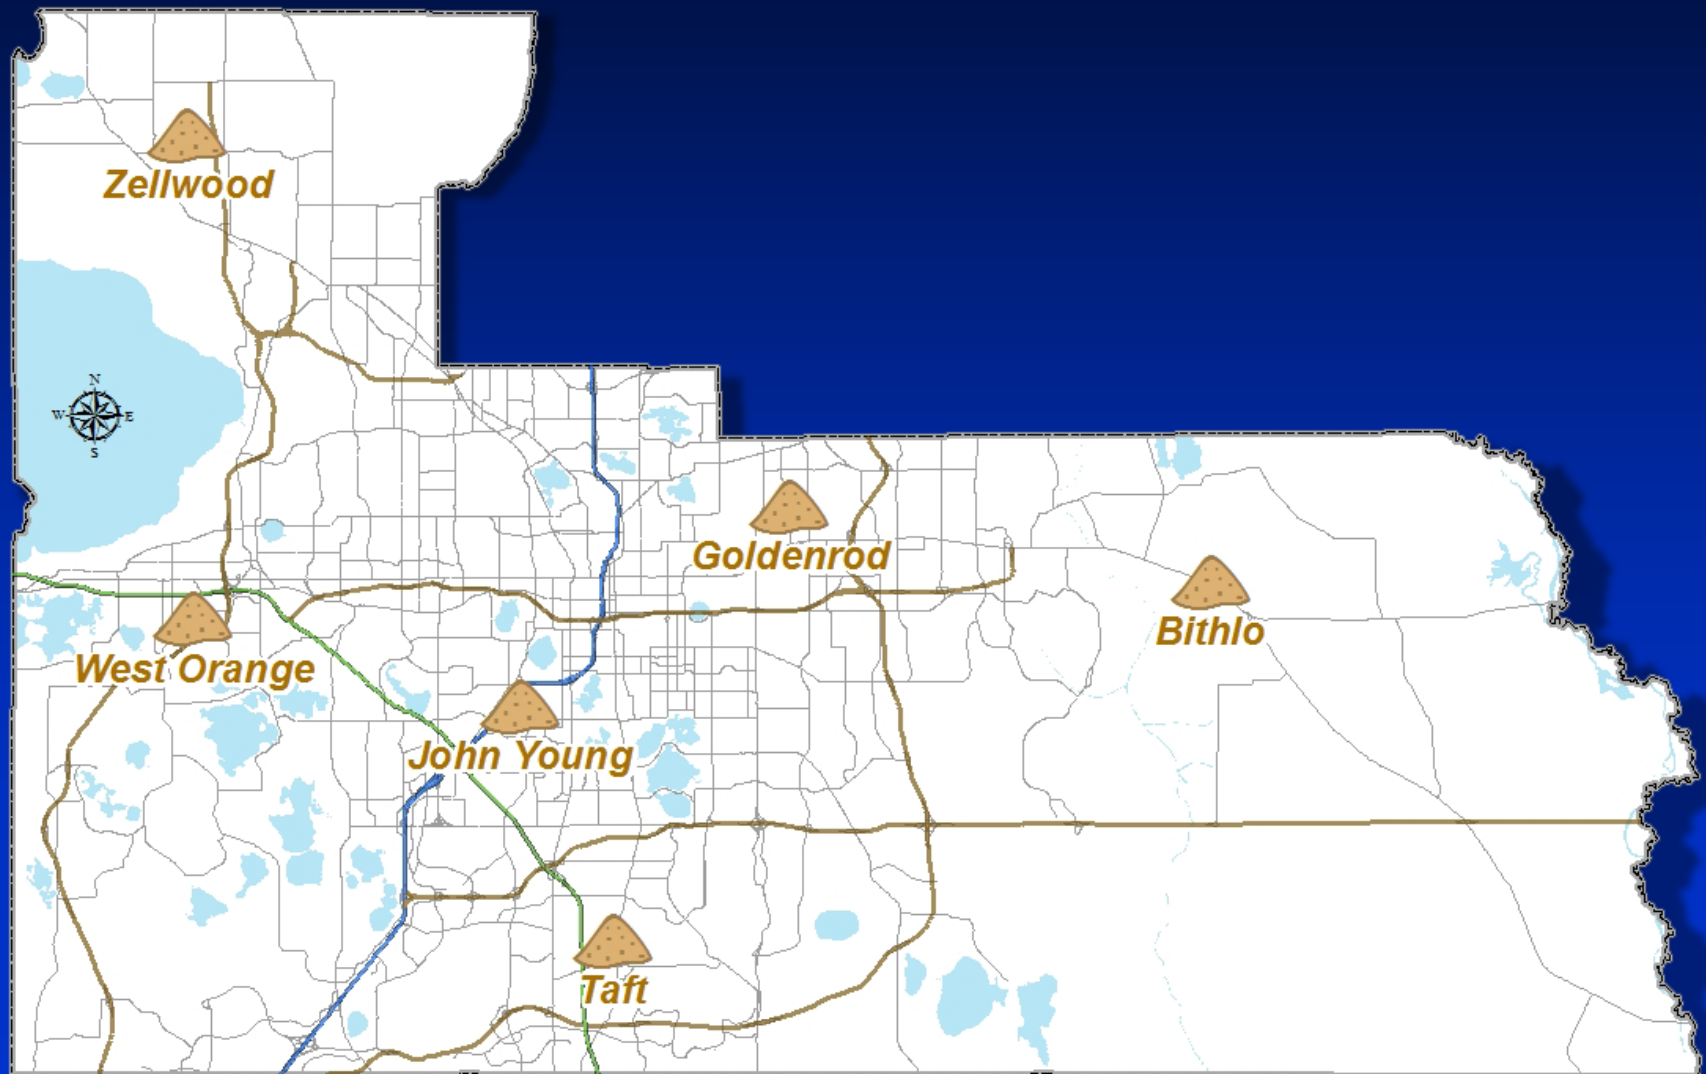 Zellwood
N
W E
S
Goldenrod
Bithlo
West Orange
John Young
Taft